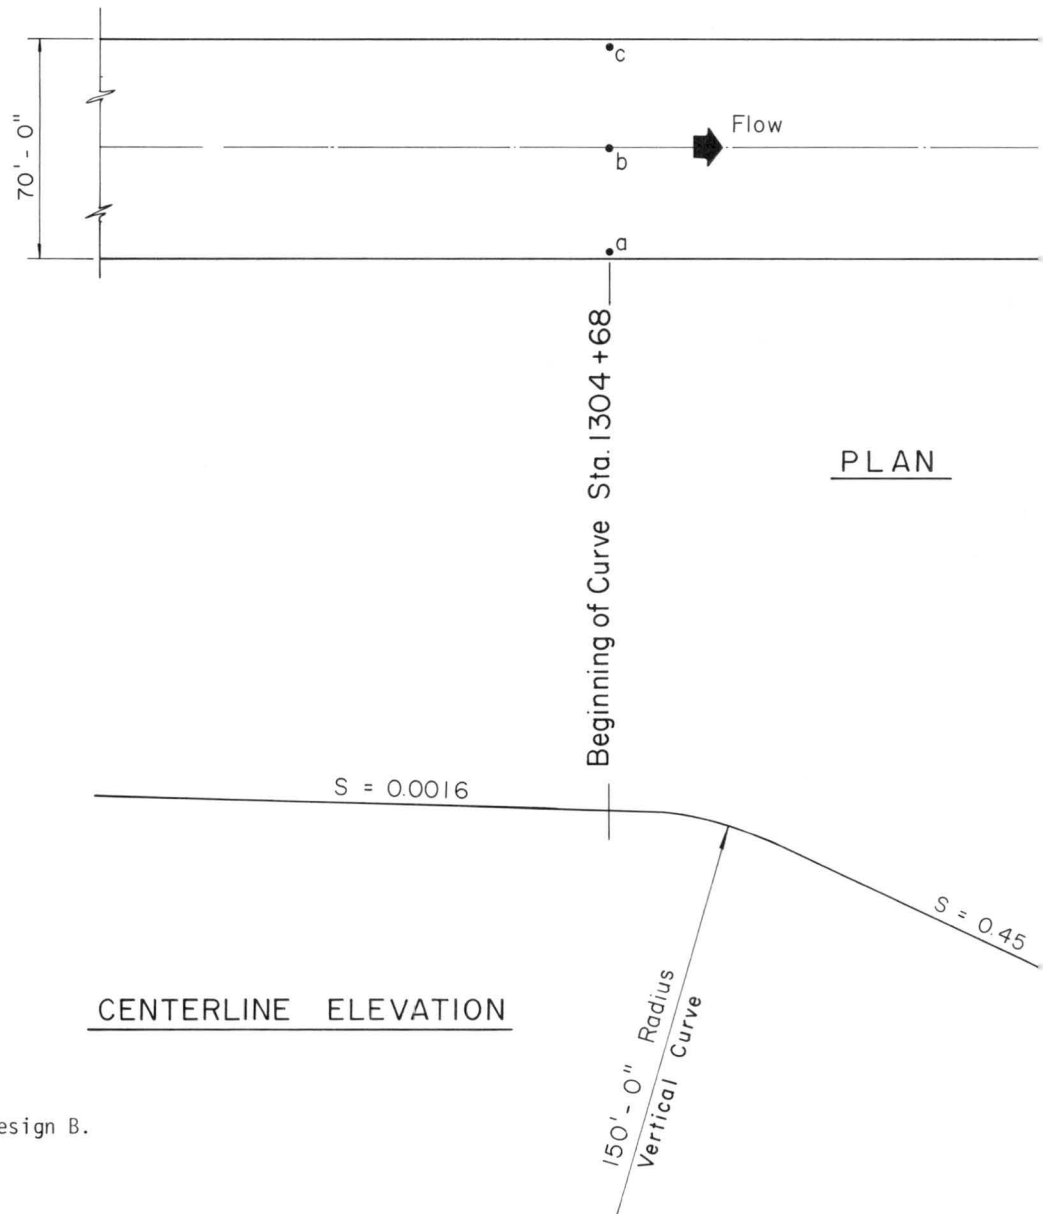 c
70'- 0"
Flow
b
a
Beginning of Curve Sta. 1304+68
PLAN
S = 0.0016
S = 0.45
CENTERLINE ELEVATION
150'- 0" Radius
Vertical Curve
esign B.